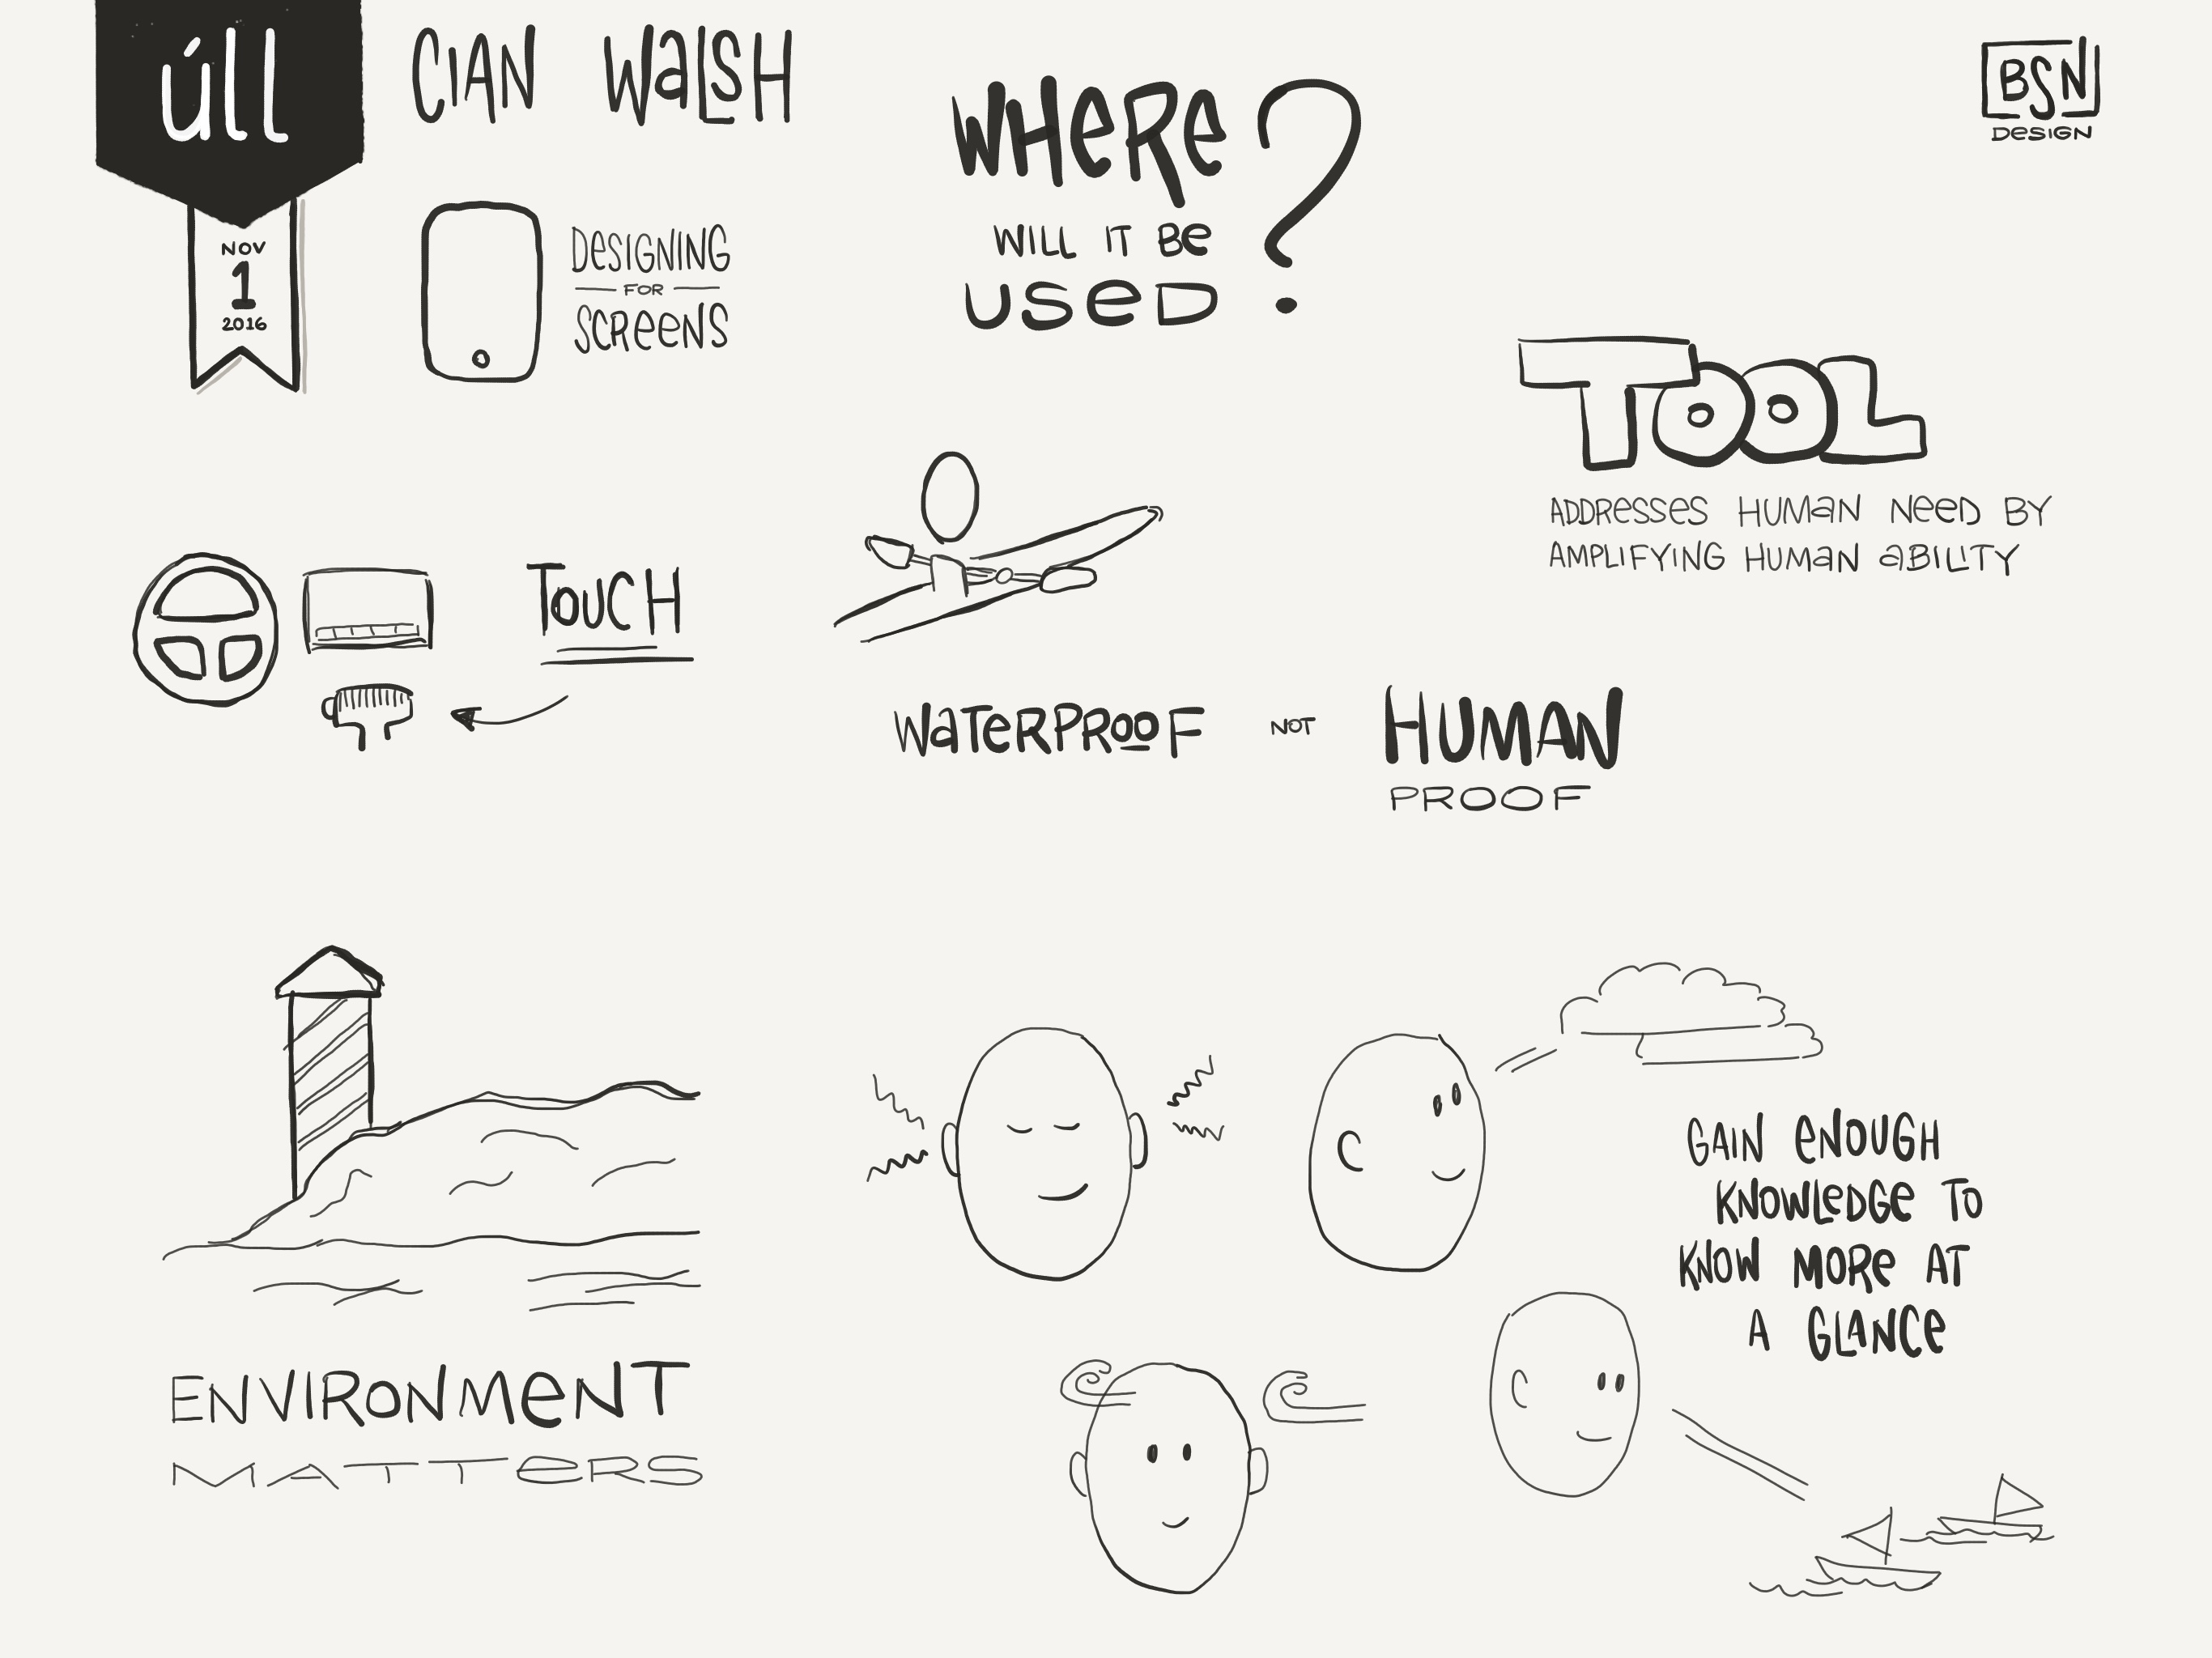 úll
NOV
1
2016
CIAN WALSH
DESIGNING
FOR
SCREENS
WHERE
WILL IT BE
USED?
BSN
DESIGN
TOOL
ADDRESSES HUMAN NEED BY
AMPLIFYING HUMAN ABILITY
TOUCH
WATERPROOF NOT HUMAN
PROOF
ENVIRONMENT
MATTERS
GAIN ENOUGH
KNOWLEDGE TO
KNOW MORE AT
A GLANCE